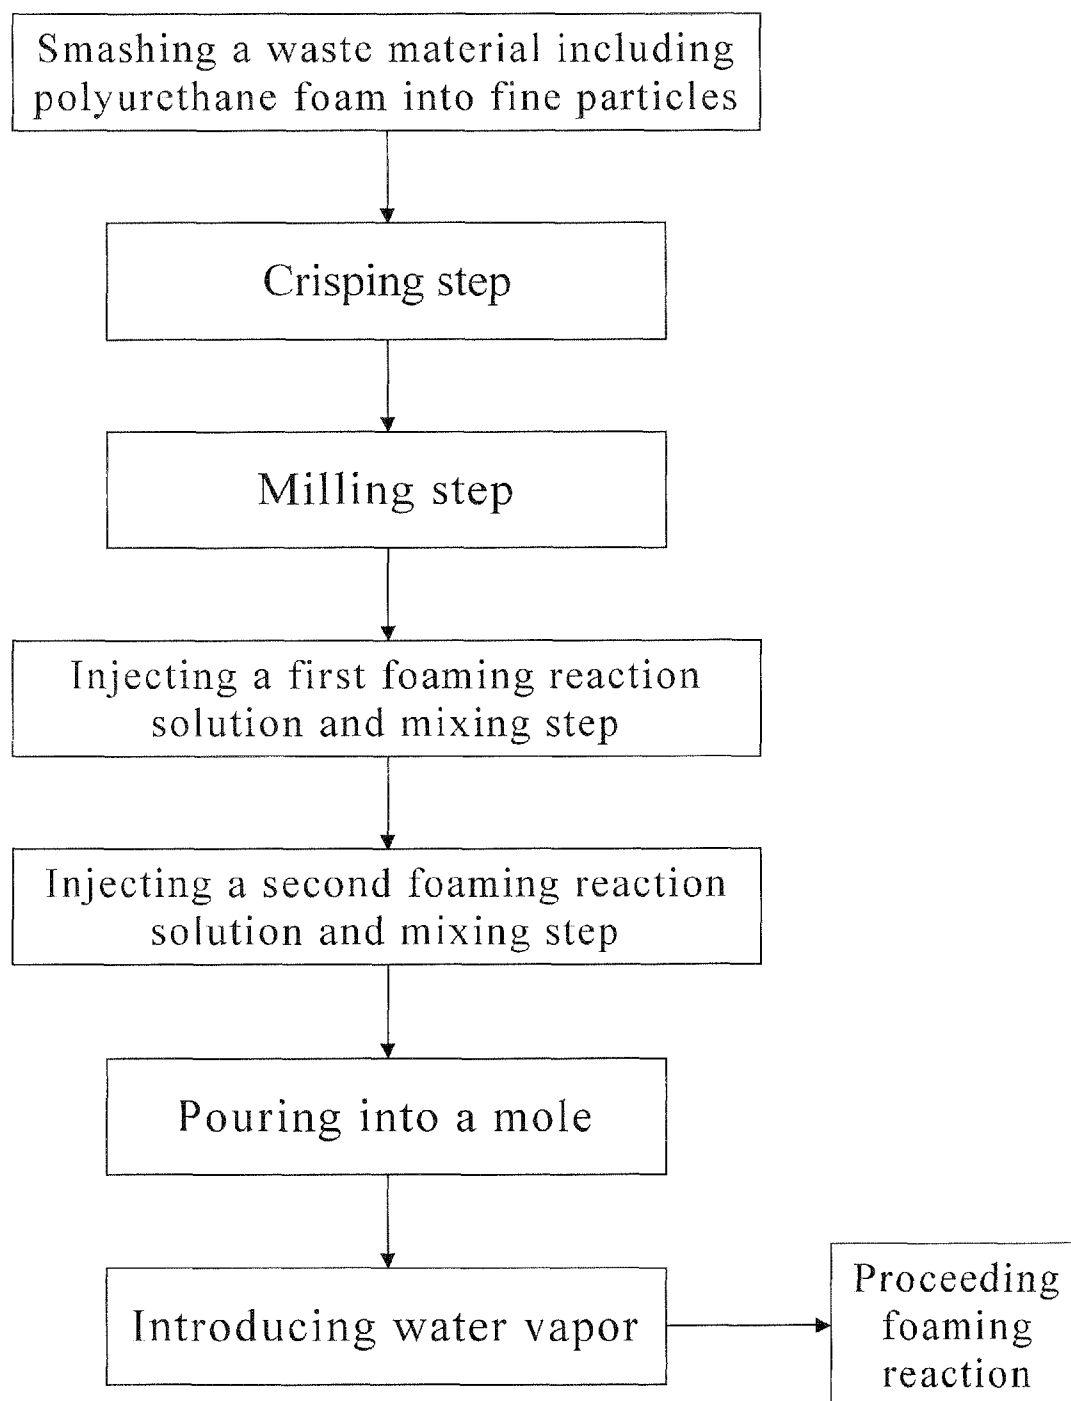 Smashing a waste material including
polyurethane foam into fine particles
Crisping step
Milling step
Injecting a first foaming reaction
solution and mixing step
Injecting a second foaming reaction
solution and mixing step
Pouring into a mole
Introducing water vapor
Proceeding
foaming
reaction